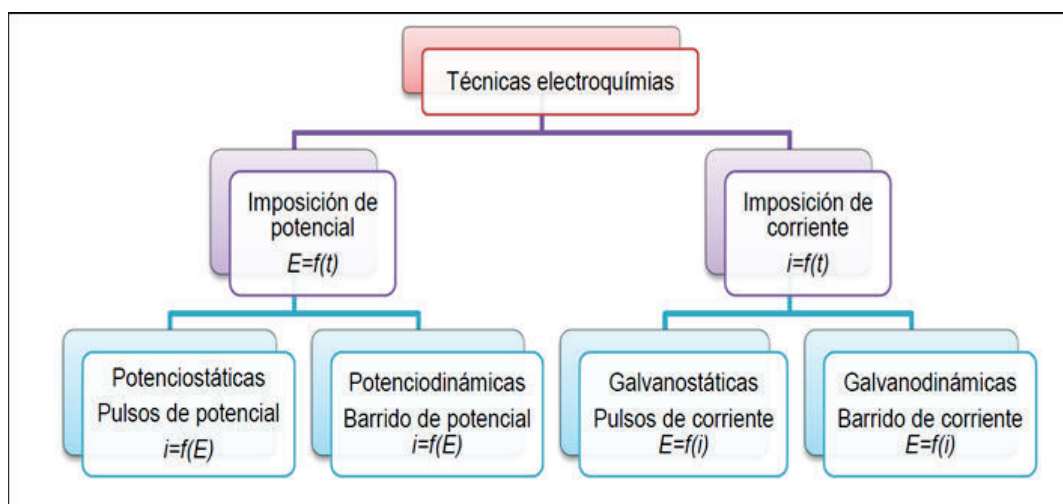 Técnicas electroquímias
Imposición de
potencial
E=f(t)
Imposición de
corriente
i=f(t)
Potenciostáticas
Pulsos de potencial
i=f(E)
Potenciodinámicas
Barrido de potencial
i=f(E)
Galvanostáticas
Pulsos de corriente
E=f(i)
Galvanodinámicas
Barrido de corriente
E=f(i)